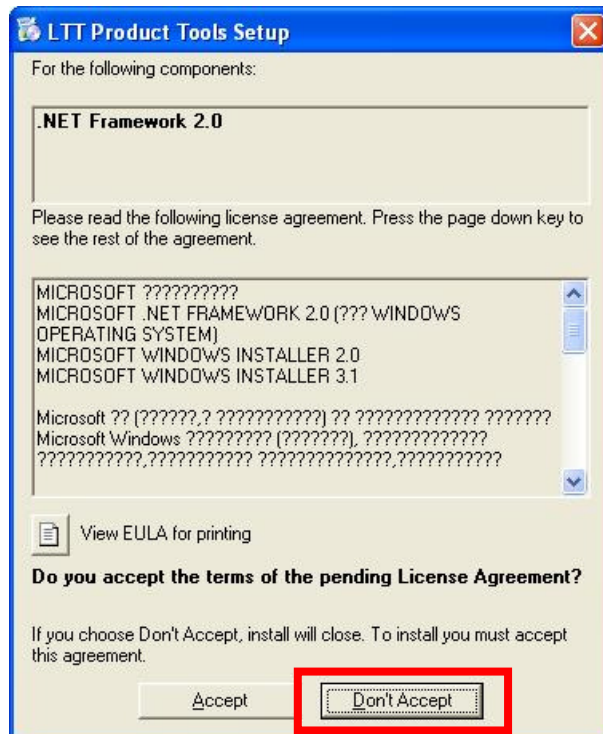 LTT Product Tools Setup
For the following components:
.NET Framework 2.0
Please read the following license agreement. Press the page down key to
see the rest of the agreement.
MICROSOFT ??????????
MICROSOFT .NET FRAMEWORK 2.0 (??? WINDOWS
OPERATING SYSTEM)
MICROSOFT WINDOWS INSTALLER 2.0
MICROSOFT WINDOWS INSTALLER 3.1
Microsoft ?? (??????,? ???????????) ?? ????????????? ???????
Microsoft Windows ????????? (???????), ?????????????
???????????,??????????? ??????????????,???????????
View EULA for printing
Do you accept the terms of the pending License Agreement?
If you choose Don't Accept, install will close. To install you must accept
this agreement.
Accept
Don't Accept